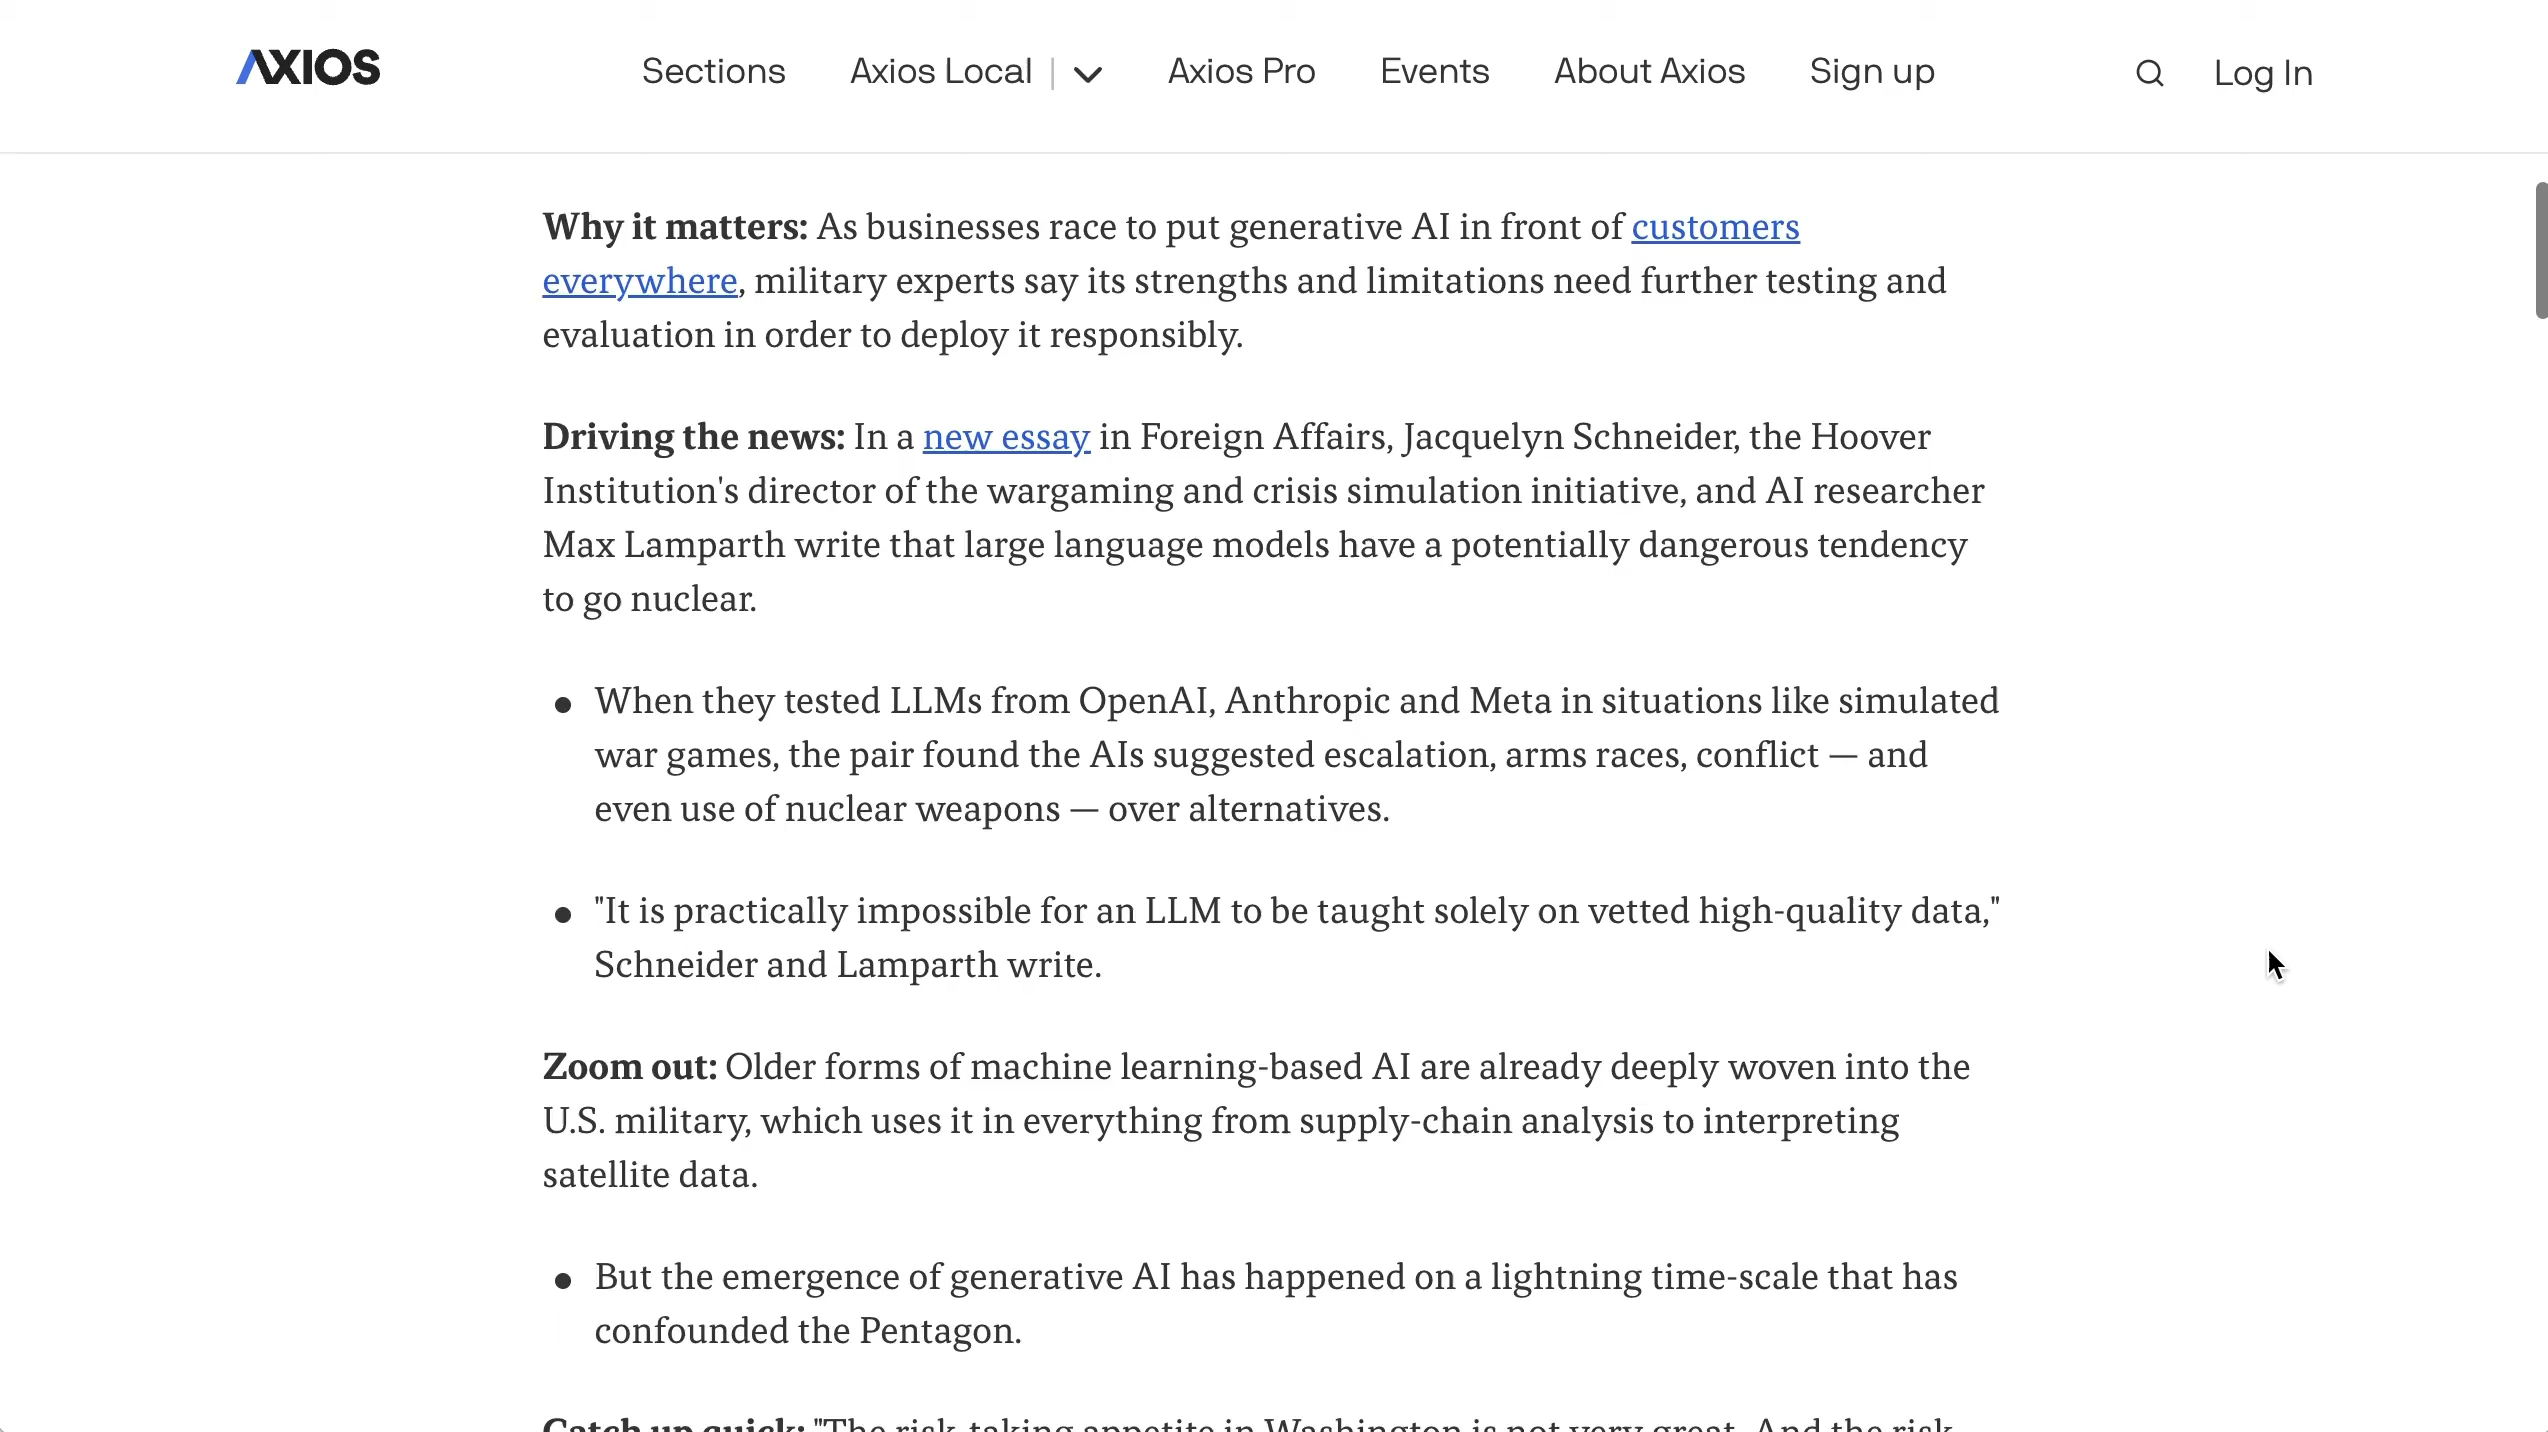 AXIOS
Sections
Axios Local
Axios Pro
Events
About Axios
Sign up
Log In
Why it matters: As businesses race to put generative AI in front of customers
everywhere, military experts say its strengths and limitations need further testing and
evaluation in order to deploy it responsibly.
Driving the news: In a new essay in Foreign Affairs, Jacquelyn Schneider, the Hoover
Institution's director of the wargaming and crisis simulation initiative, and AI researcher
Max Lamparth write that large language models have a potentially dangerous tendency
to go nuclear.
• When they tested LLMs from OpenAI, Anthropic and Meta in situations like simulated
war games, the pair found the AIs suggested escalation, arms races, conflict — and
even use of nuclear weapons — over alternatives.
• "It is practically impossible for an LLM to be taught solely on vetted high-quality data,"
Schneider and Lamparth write.
Zoom out: Older forms of machine learning-based AI are already deeply woven into the
U.S. military, which uses it in everything from supply-chain analysis to interpreting
satellite data.
• But the emergence of generative AI has happened on a lightning time-scale that has
confounded the Pentagon.
Catch up quick: "The risk-taking appetite in Washington is not very great. And the risk